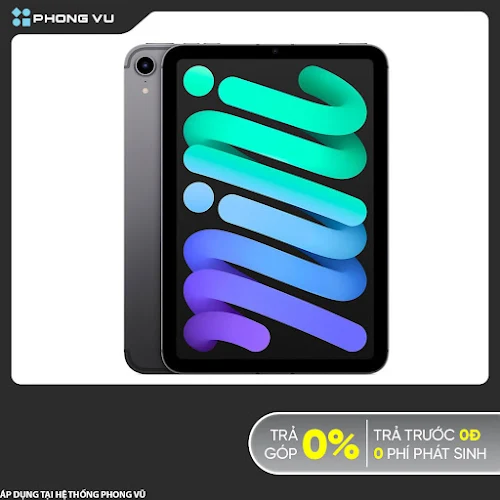 PHONG VU
TRẢ GÓP 0%
TRẢ TRƯỚC 0Đ
0 PHÍ PHÁT SINH
ÁP DỤNG TẠI HỆ THỐNG PHONG VŨ